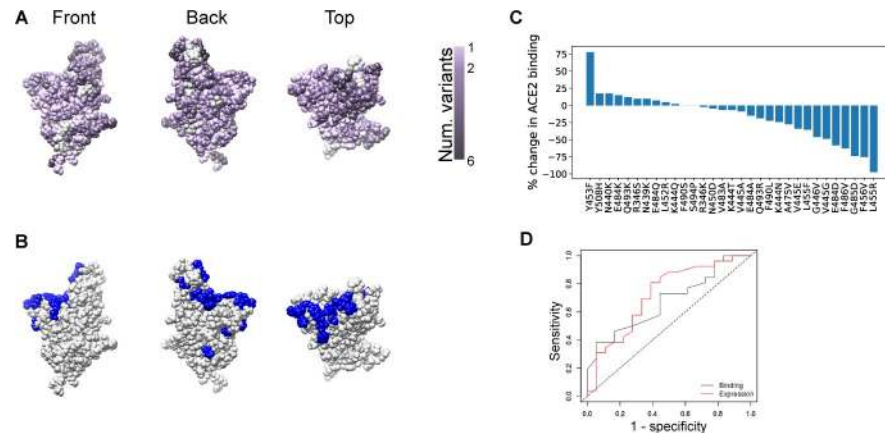 A
Front
Back
Top
Num. variants
1
2
6
B
C
% change in ACE2 binding
75
50
25
0
−25
−50
−75
−100
Y453F
Y508H
N440K
E484K
Q493K
R346S
N439K
E484Q
L452R
K444Q
F490S
S494P
R346K
N450D
V483A
K444T
V445A
E484A
Q493R
F490L
K444N
A475V
V445E
L455F
G446V
V445G
E484D
F486V
G485D
F456V
L455R
D
Sensitivity
1.0
0.8
0.6
0.4
0.2
0.0
Binding
Expression
0.0 0.2 0.4 0.6 0.8 1.0
1 - specificity